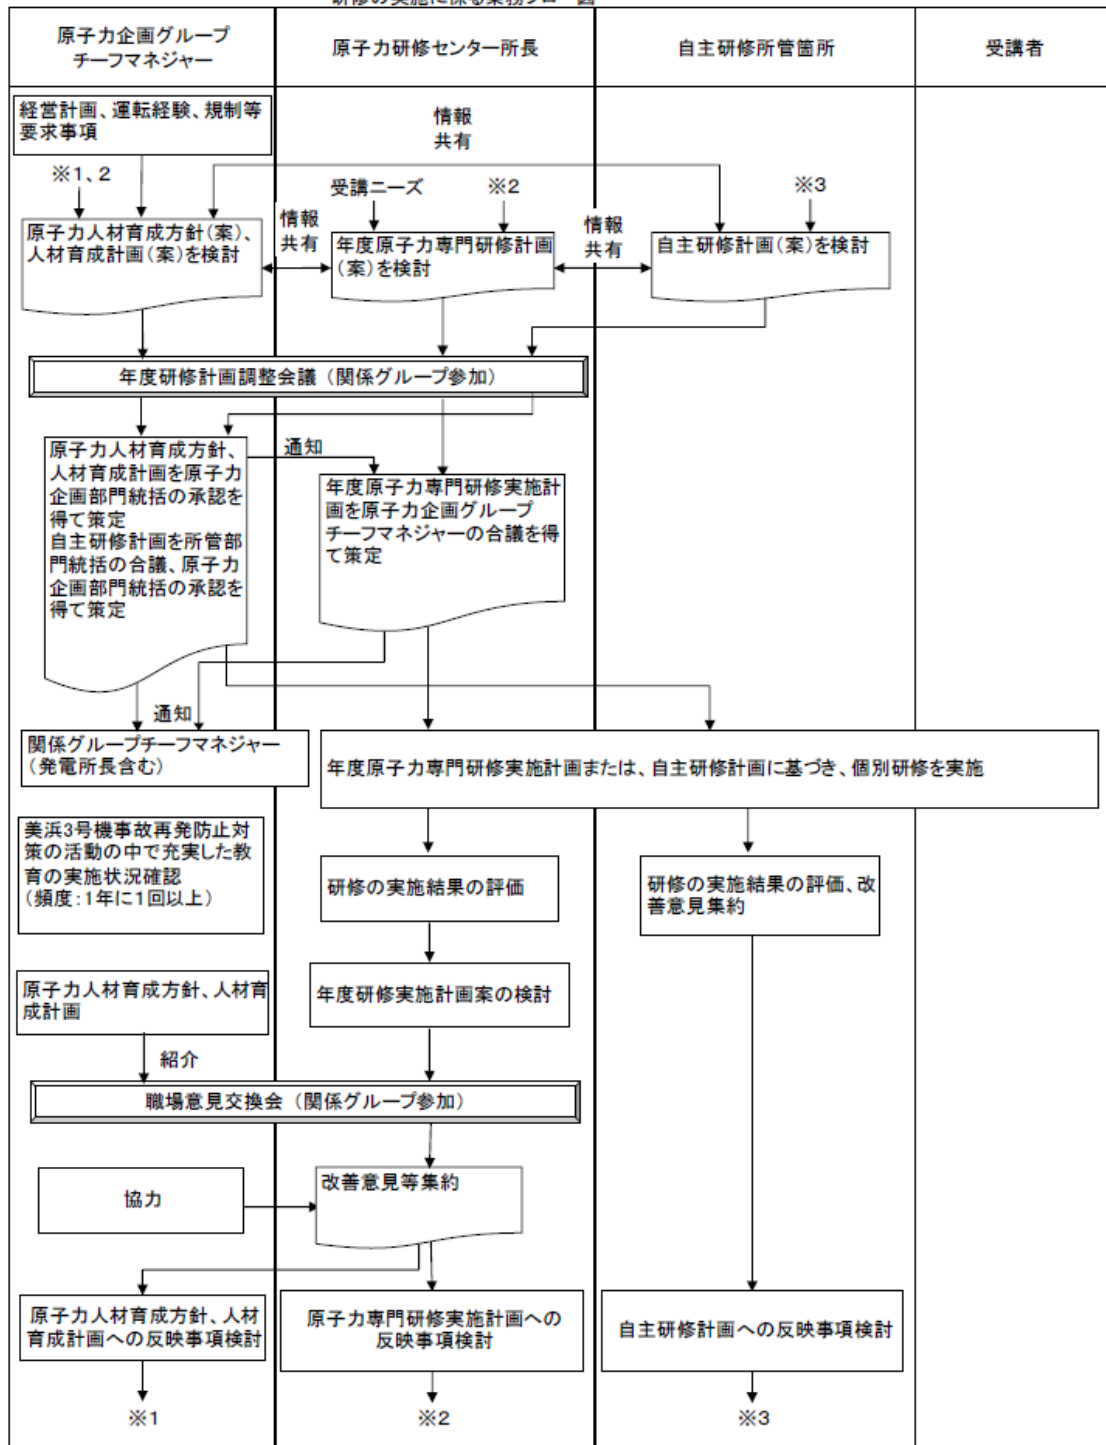 研修の実施に係る業務フロー図
原子力企画グループ
チーフマネジャー
原子力研修センター所長
自主研修所管箇所
受講者
経営計画、運転経験、規制等
要求事項
情報
共有
※1、2
受講ニーズ
※2
※3
原子力人材育成方針(案)、
人材育成計画(案)を検討
情報
共有
年度原子力専門研修計画
(案)を検討
情報
共有
自主研修計画(案)を検討
年度研修計画調整会議(関係グループ参加)
原子力人材育成方針、
人材育成計画を原子力
企画部門統括の承認を
得て策定
自主研修計画を所管部
門統括の合議、原子力
企画部門統括の承認を
得て策定
通知
年度原子力専門研修実施計
画を原子力企画グループ
チーフマネジャーの合議を得
て策定
通知
関係グループチーフマネジャー
(発電所長含む)
年度原子力専門研修実施計画または、自主研修計画に基づき、個別研修を実施
美浜3号機事故再発防止対
策の活動の中で充実した教
育の実施状況確認
(頻度:1年に1回以上)
研修の実施結果の評価
研修の実施結果の評価、改
善意見集約
原子力人材育成方針、人材育
成計画
年度研修実施計画案の検討
紹介
職場意見交換会(関係グループ参加)
協力
改善意見等集約
原子力人材育成方針、人材
育成計画への反映事項検討
原子力専門研修実施計画への
反映事項検討
自主研修計画への反映事項検討
※1
※2
※3